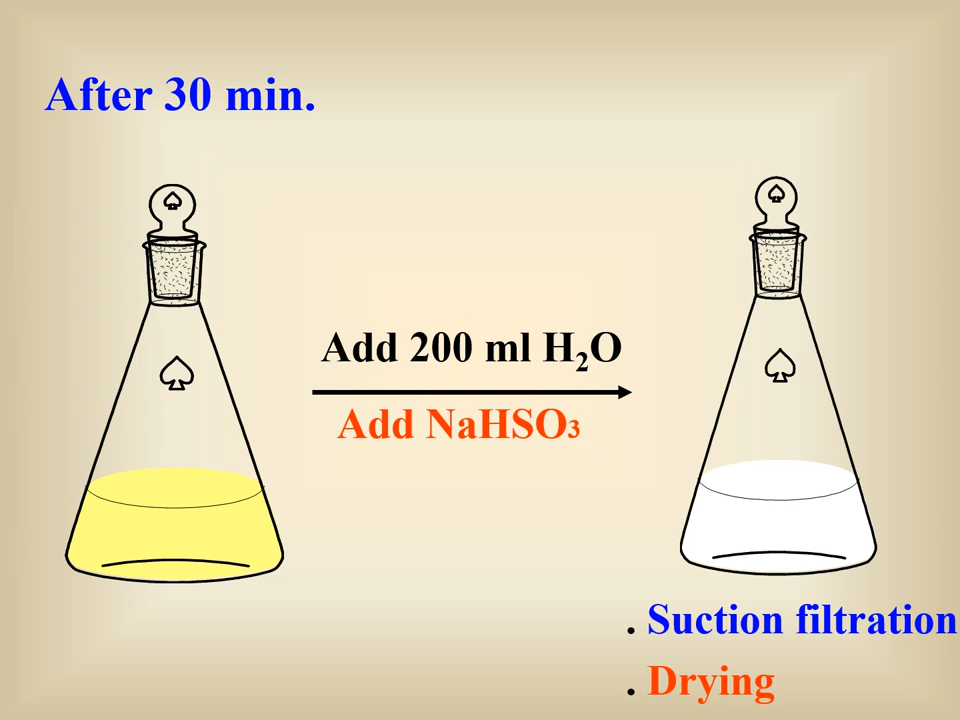 After 30 min.
Add 200 ml H₂O
Add NaHSO₃
. Suction filtration
. Drying